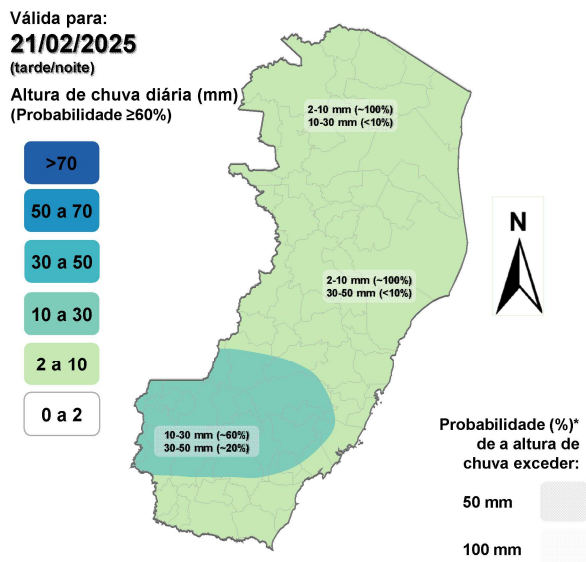 Válida para:
21/02/2025
(tarde/noite)
Altura de chuva diária (mm)
(Probabilidade ≥60%)
>70
50 a 70
30 a 50
10 a 30
2 a 10
0 a 2
2-10 mm (~100%)
10-30 mm (<10%)
2-10 mm (~100%)
30-50 mm (<10%)
10-30 mm (~60%)
30-50 mm (~20%)
N
Probabilidade (%)*
de a altura de
chuva exceder:
50 mm
100 mm